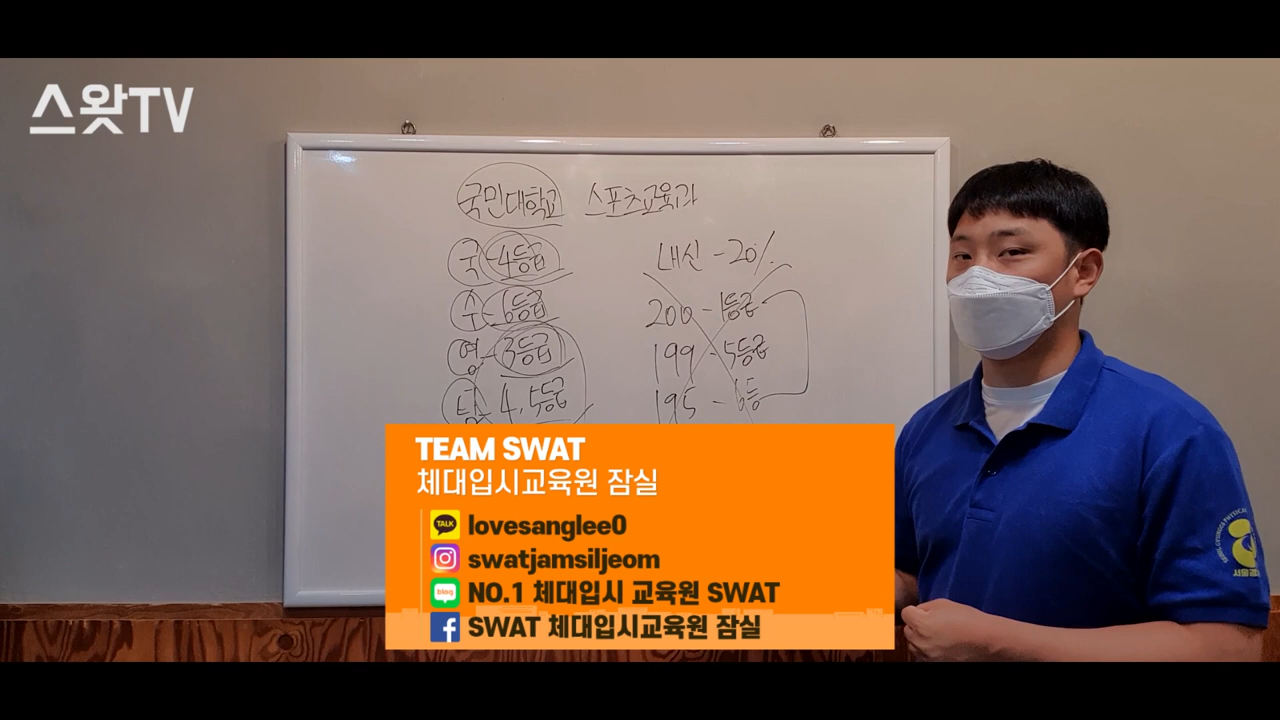 스왓TV
국민대학교 스포츠교육과
국-4등급
수-6등급
영-3등급
탐-4.5등급
내신-20%
200-1등급
199-5등급
195-6등
TEAM SWAT
체대입시교육원 잠실
TALK
lovesanglee0
swatjamsiljeom
blog
NO.1 체대입시 교육원 SWAT
SWAT 체대입시교육원 잠실